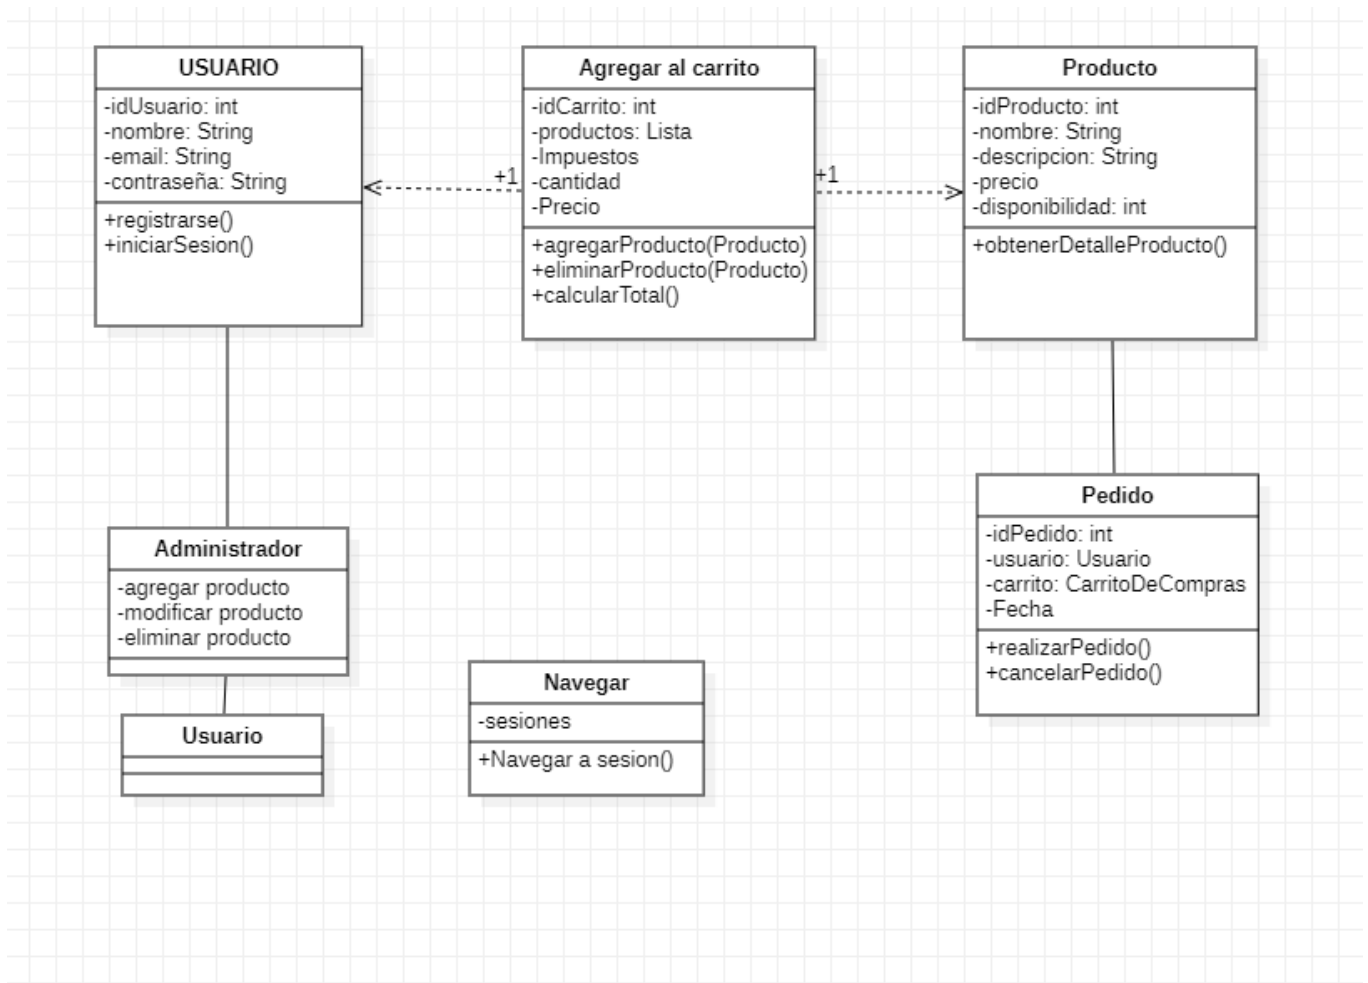 USUARIO
-idUsuario: int
-nombre: String
-email: String
-contraseña: String
+registrarse()
+iniciarSesion()
+1
Agregar al carrito
-idCarrito: int
-productos: Lista
-Impuestos
-cantidad
-Precio
+agregarProducto(Producto)
+eliminarProducto(Producto)
+calcularTotal()
+1
Producto
-idProducto: int
-nombre: String
-descripcion: String
-precio
-disponibilidad: int
+obtenerDetalleProducto()
Administrador
-agregar producto
-modificar producto
-eliminar producto
Usuario
Navegar
-sesiones
+Navegar a sesion()
Pedido
-idPedido: int
-usuario: Usuario
-carrito: CarritoDeCompras
-Fecha
+realizarPedido()
+cancelarPedido()